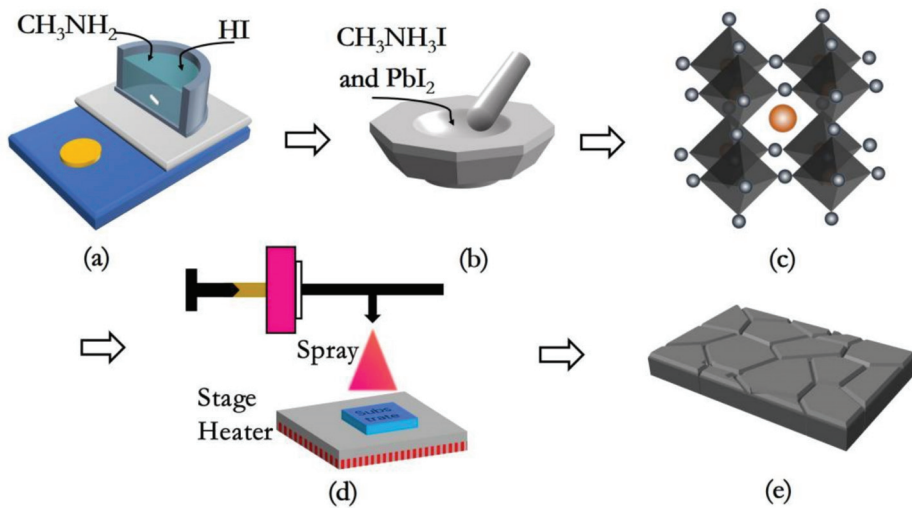 CH₃NH₂ HI
(a)
CH₃NH₃I
and PbI₂
(b)
(c)
Spray
Stage
Heater
Subs
trate
(d)
(e)